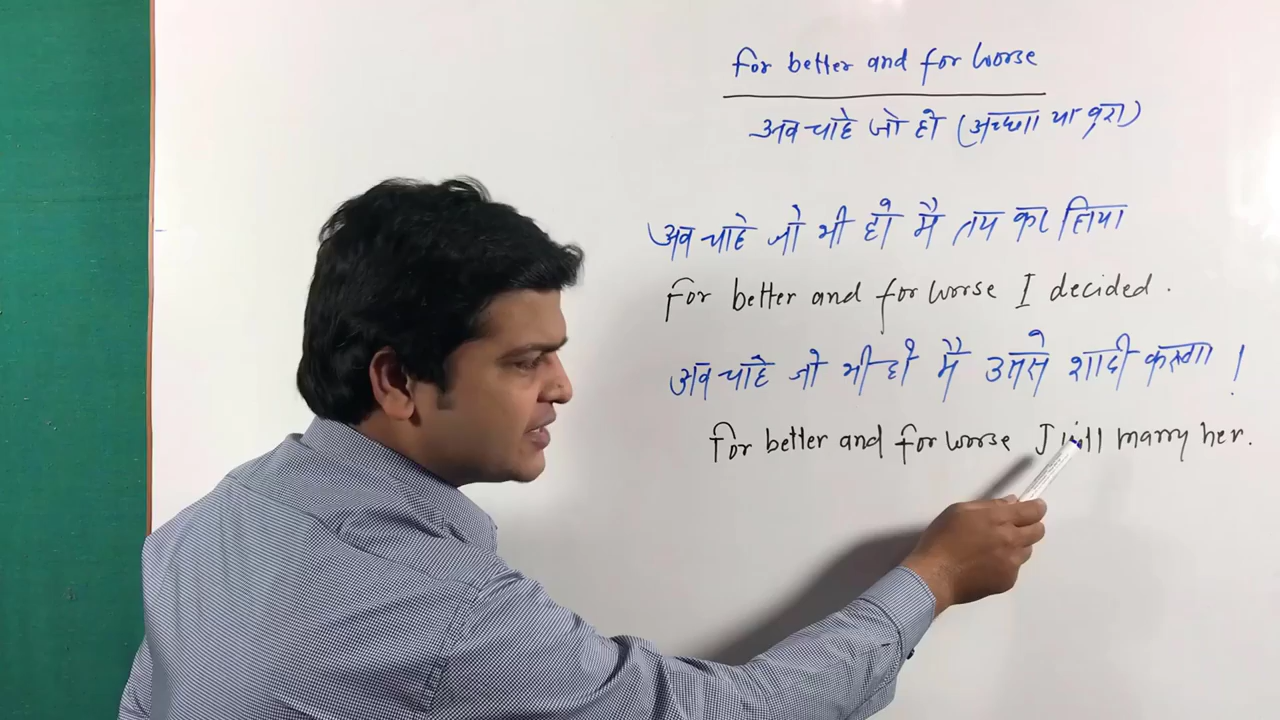 For better and for worse
अब चाहे जो हो (अच्छा या बुरा)
अब चाहे जो भी हो मै तय कर लिया
For better and for worse I decided.
अब चाहे जो भी हो मै उससे शादी करूंगा !
For better and for worse I will marry her.